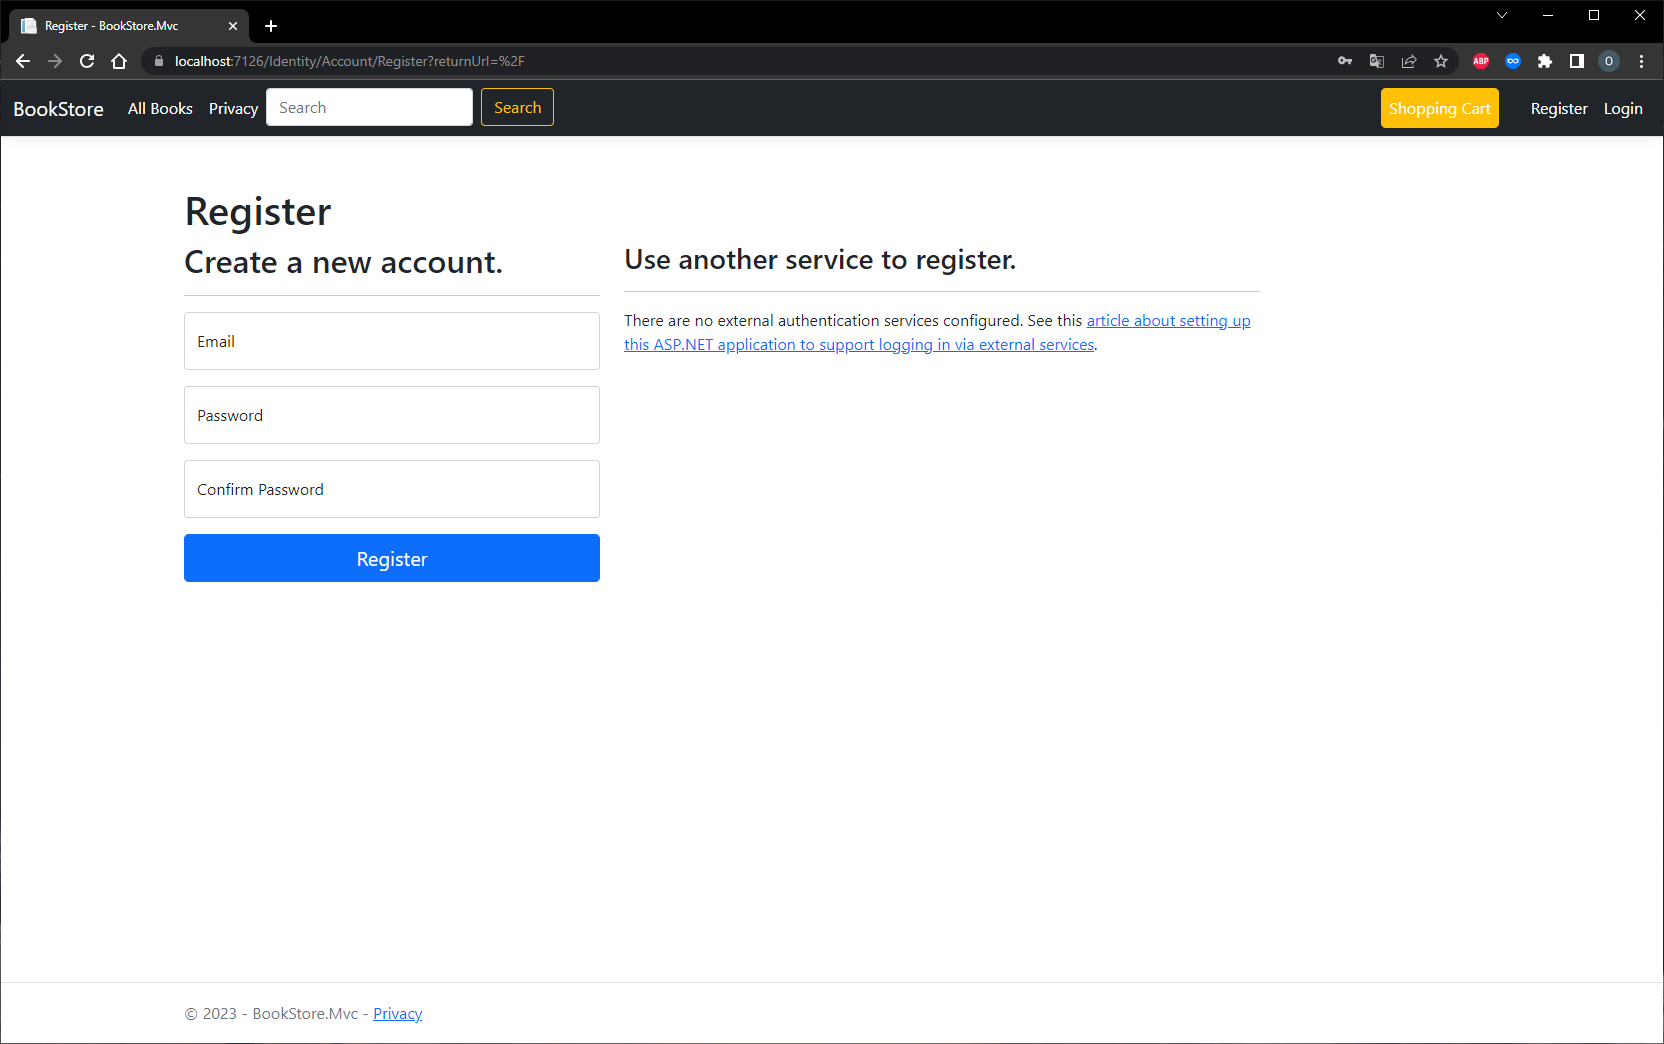 Register - BookStore.Mvc
localhost:7126/Identity/Account/Register?returnUrl=%2F
ABP
O
BookStore All Books Privacy Search Search Shopping Cart Register Login
Register
Create a new account.
Email
Password
Confirm Password
Register
Use another service to register.
There are no external authentication services configured. See this article about setting up
this ASP.NET application to support logging in via external services.
© 2023 - BookStore.Mvc - Privacy